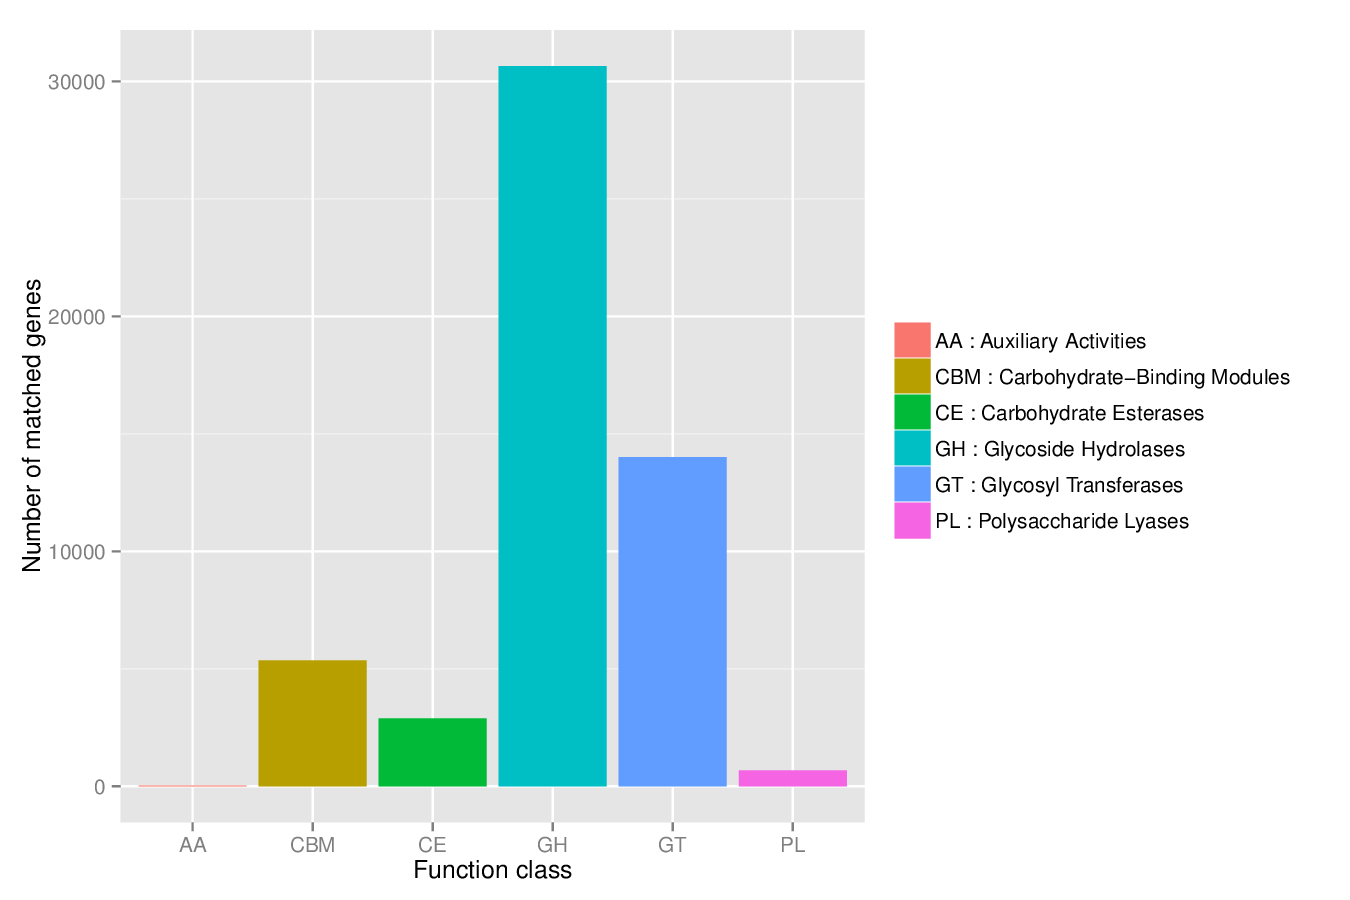 30000
20000
10000
0
Number of matched genes
AA CBM CE GH GT PL
Function class
AA : Auxiliary Activities
CBM : Carbohydrate−Binding Modules
CE : Carbohydrate Esterases
GH : Glycoside Hydrolases
GT : Glycosyl Transferases
PL : Polysaccharide Lyases